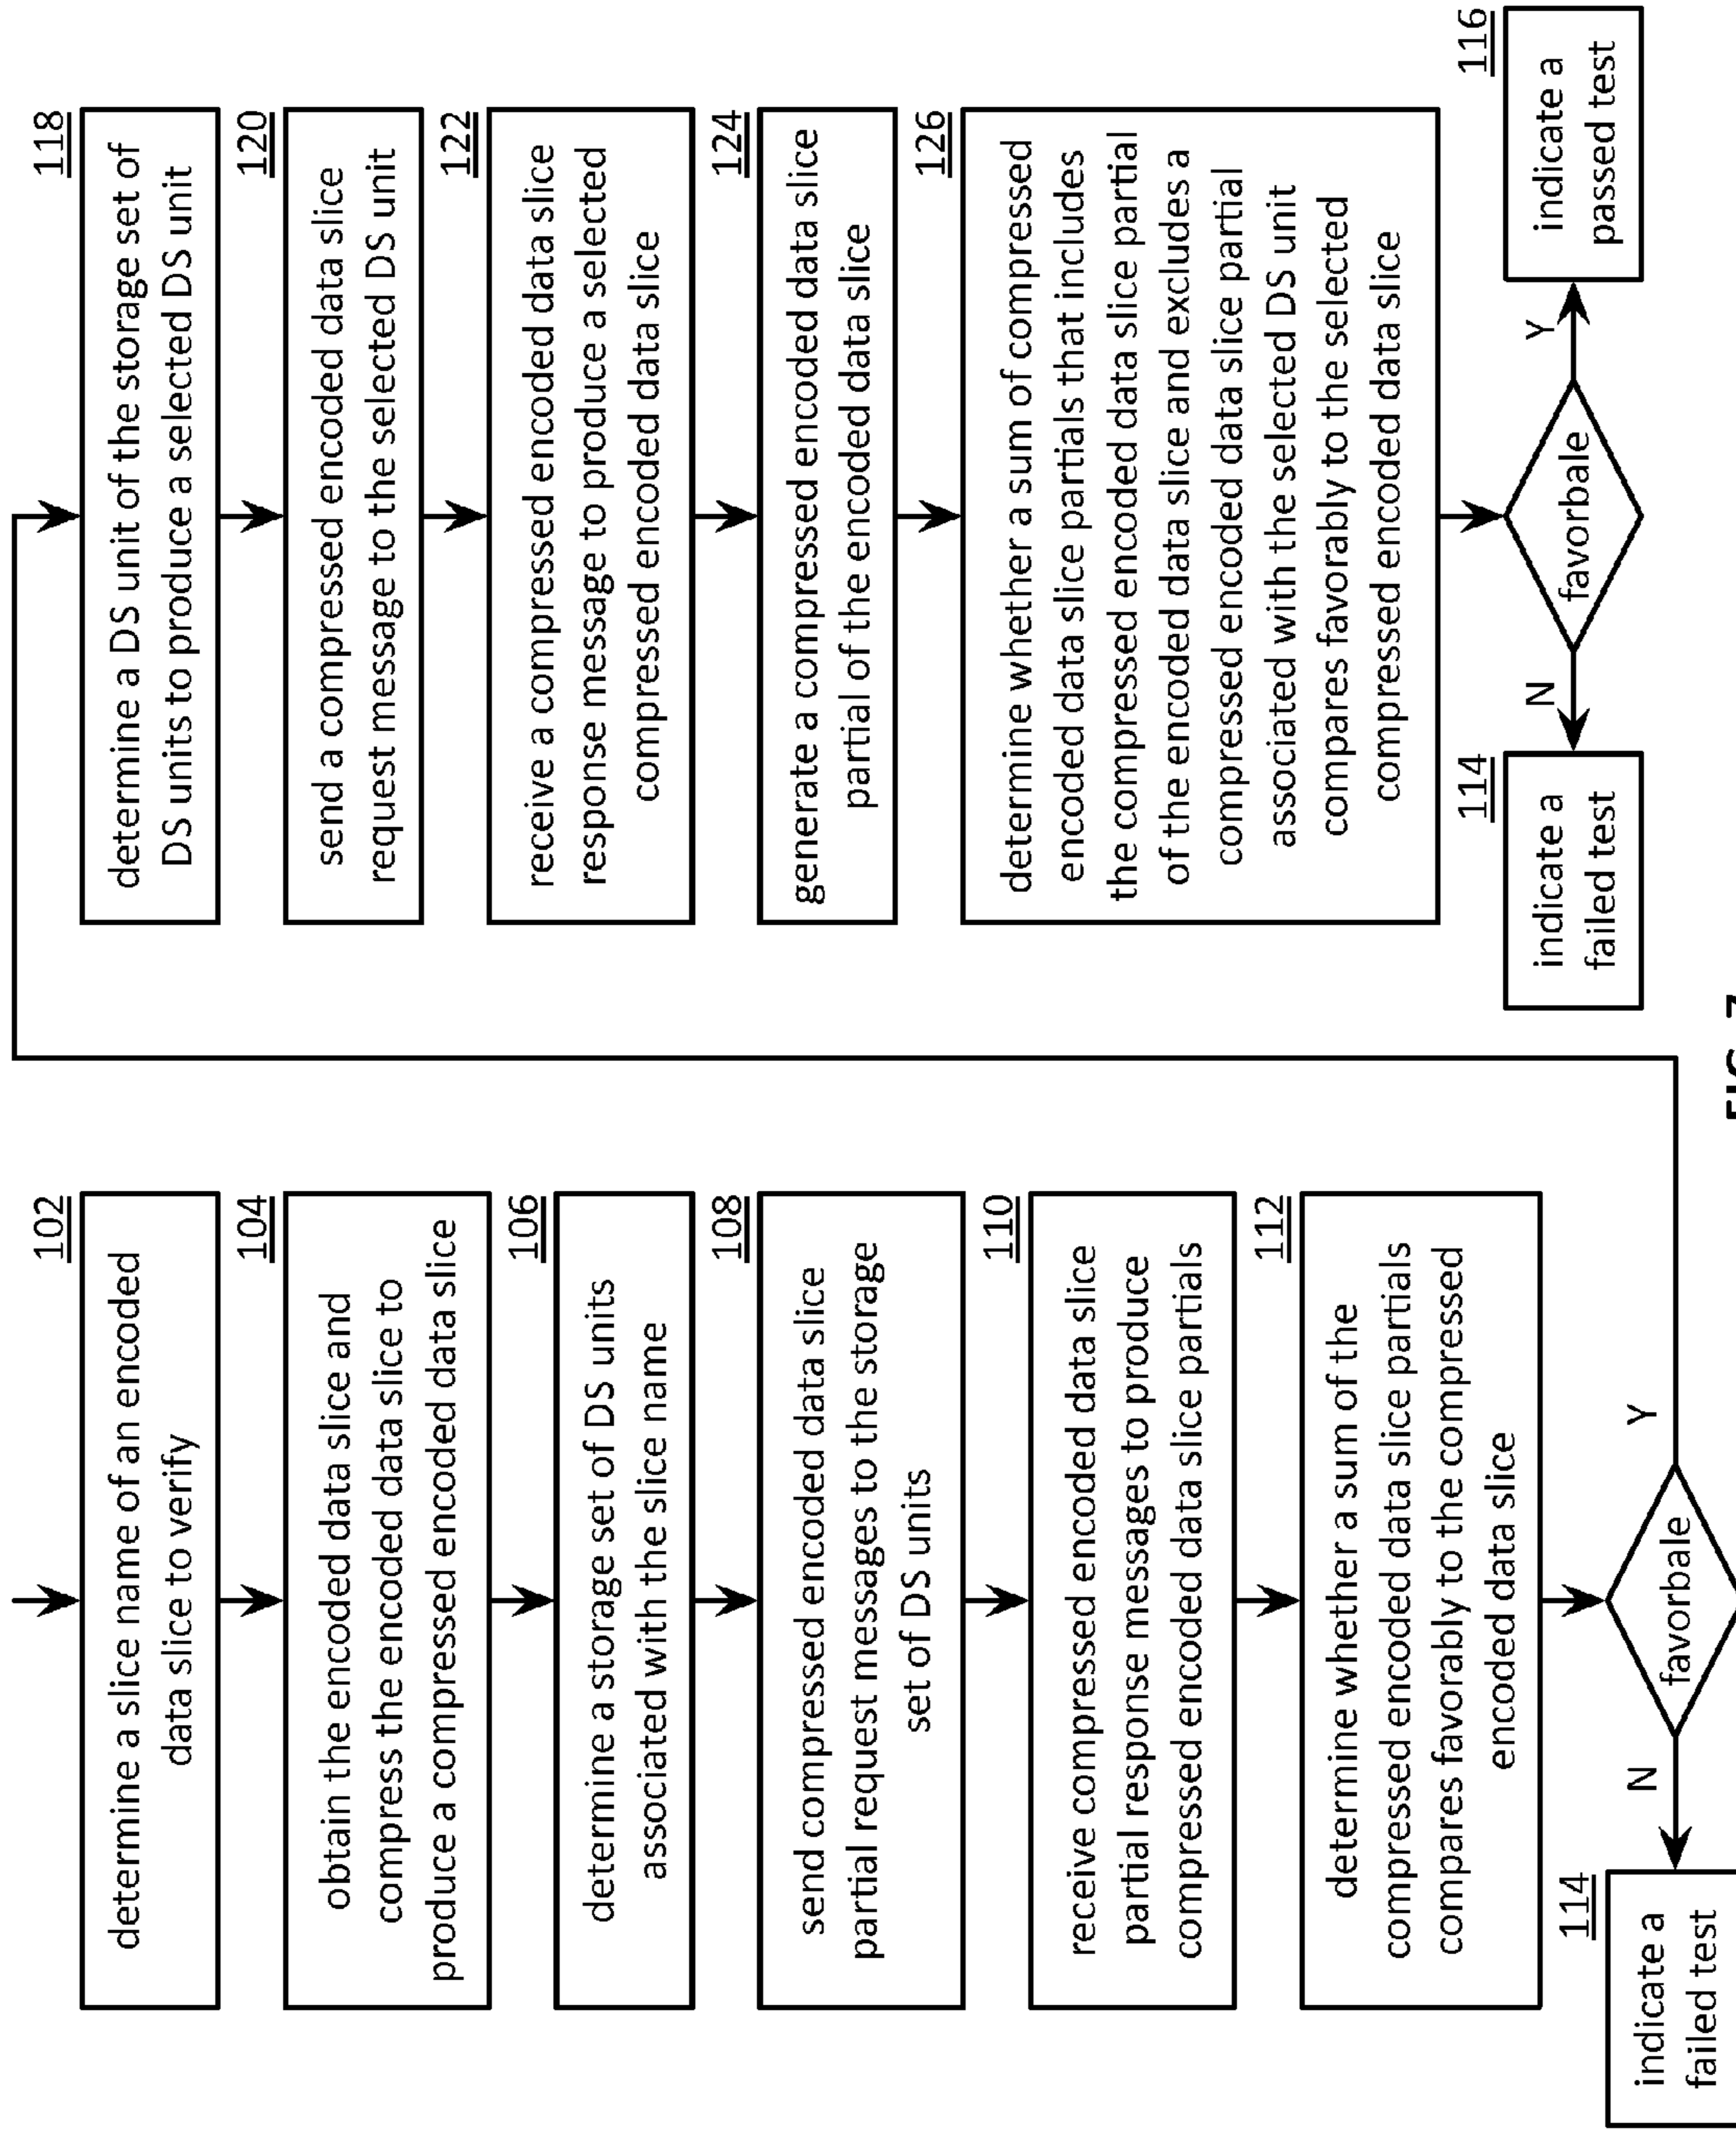 102
determine a slice name of an encoded
data slice to verify
104
obtain the encoded data slice and
compress the encoded data slice to
produce a compressed encoded data slice
106
determine a storage set of DS units
associated with the slice name
108
send compressed encoded data slice
partial request messages to the storage
set of DS units
110
receive compressed encoded data slice
partial response messages to produce
compressed encoded data slice partials
112
determine whether a sum of the
compressed encoded data slice partials
compares favorably to the compressed
encoded data slice
favorbale
N
Y
114
indicate a
failed test
118
determine a DS unit of the storage set of
DS units to produce a selected DS unit
120
send a compressed encoded data slice
request message to the selected DS unit
122
receive a compressed encoded data slice
response message to produce a selected
compressed encoded data slice
124
generate a compressed encoded data slice
partial of the encoded data slice
126
determine whether a sum of compressed
encoded data slice partials that includes
the compressed encoded data slice partial
of the encoded data slice and excludes a
compressed encoded data slice partial
associated with the selected DS unit
compares favorably to the selected
compressed encoded data slice
favorbale
N
Y
114
indicate a
failed test
116
indicate a
passed test